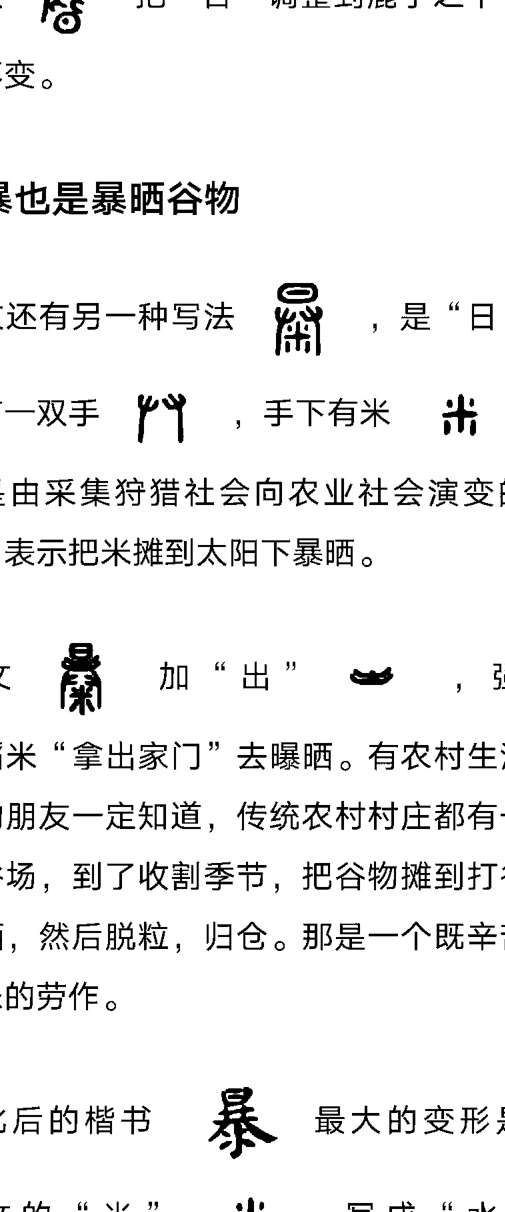 变。
暴也是暴晒谷物
还有另一种写法 ，是“日
一双手 ，手下有米
是由采集狩猎社会向农业社会演变
表示把米摊到太阳下暴晒。
文 加“出” ，
米“拿出家门”去曝晒。有农村生
朋友一定知道，传统农村村庄都有
场，到了收割季节，把谷物摊到打
，然后脱粒，归仓。那是一个既辛
的劳作。
后的楷书 暴 最大的变形